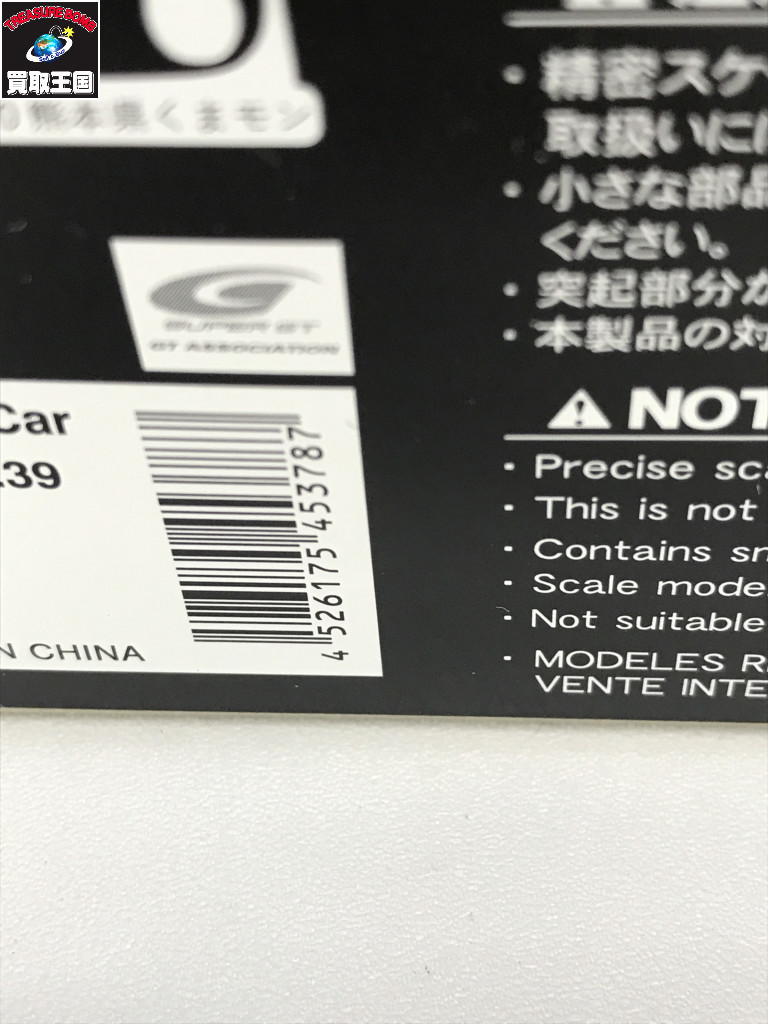 TAKARAJIMA
買取王国
熊本県くまモン
SUPER GT
GT ASSOCIATION
Car
39
N CHINA
4 526175 453787
・精密スケ
取扱いには
・小さな部品
ください。
・突起部分が
・本製品の対
⚠ NOT
・Precise sca
・This is not
・Contains sm
・Scale mode
・Not suitable
・MODELES R
VENTE INTE